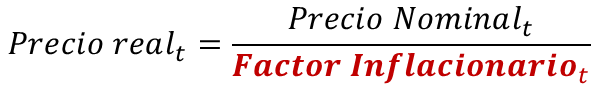 Precio real_t = Precio Nominal_t / Factor Inflacionario_t